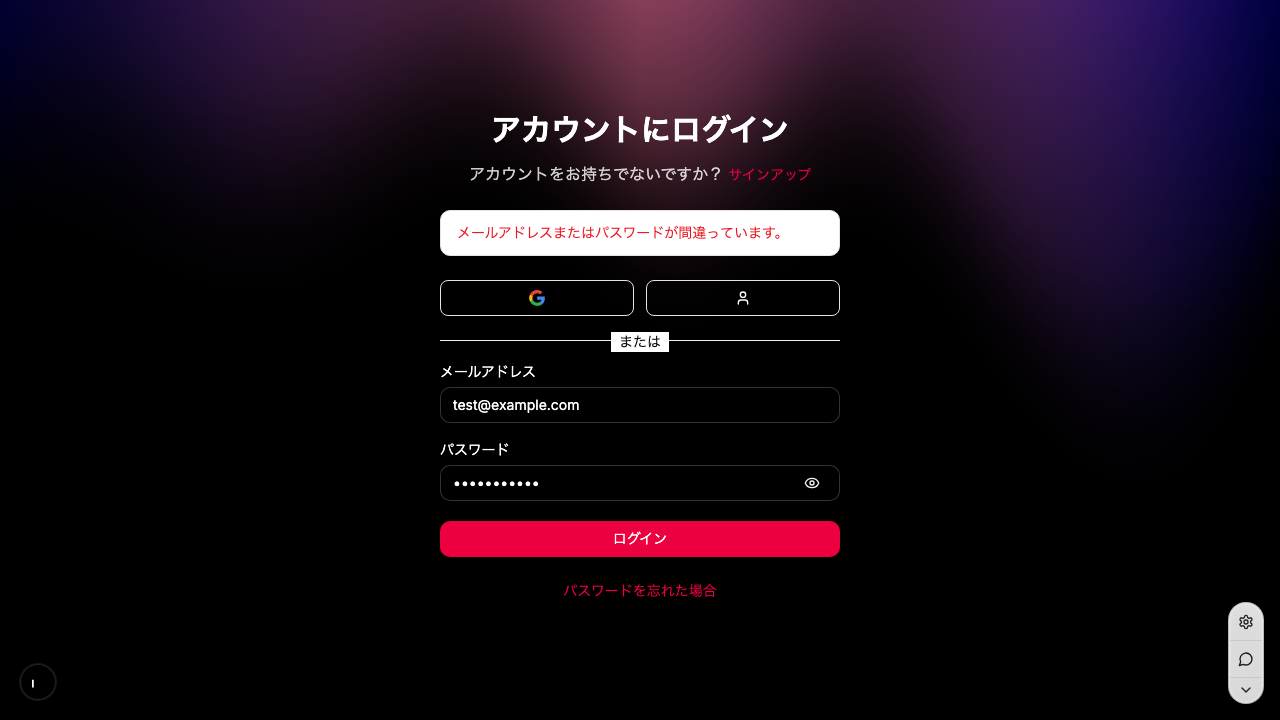 アカウントにログイン
アカウントをお持ちでないですか？ サインアップ
メールアドレスまたはパスワードが間違っています。
または
メールアドレス
test@example.com
パスワード
•••••••••••
ログイン
パスワードを忘れた場合